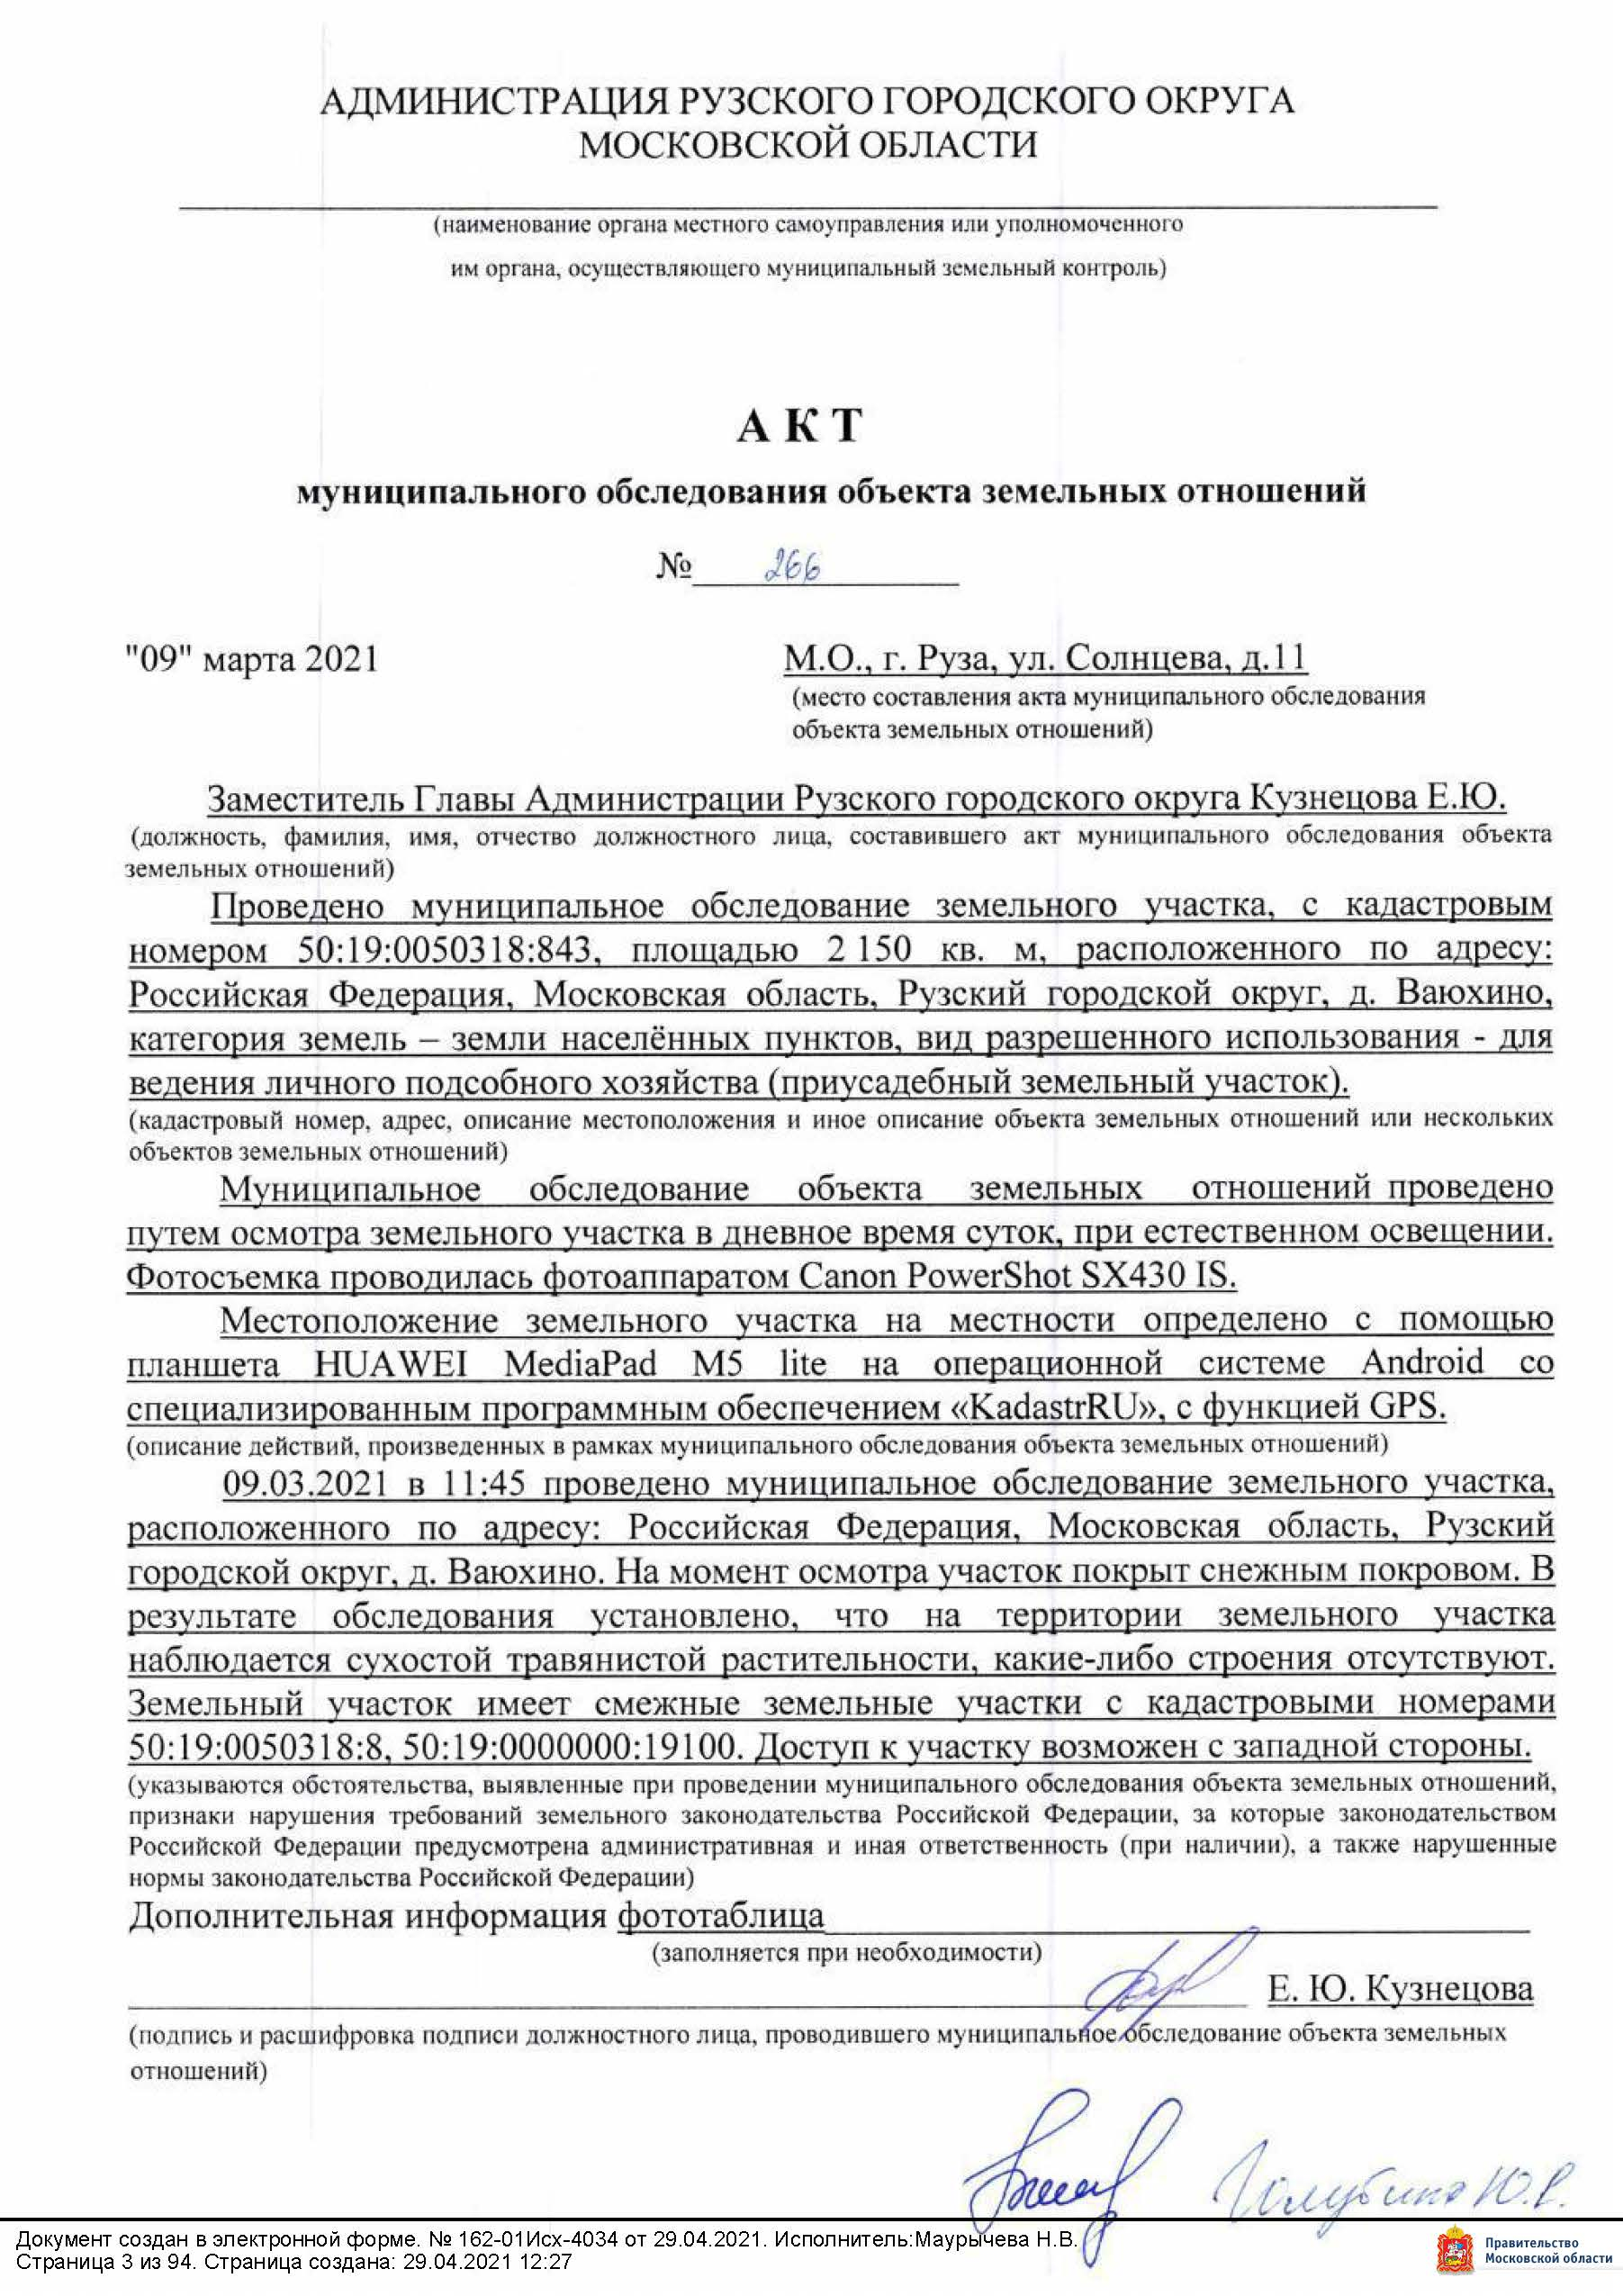 АДМИНИСТРАЦИЯ РУЗСКОГО ГОРОДСКОГО ОКРУГА
МОСКОВСКОЙ ОБЛАСТИ
(наименование органа местного самоуправления или уполномоченного
им органа, осуществляющего муниципальный земельный контроль)
А К Т
муниципального обследования объекта земельных отношений
№ 266
"09" марта 2021
М.О., г. Руза, ул. Солнцева, д.11
(место составления акта муниципального обследования
объекта земельных отношений)
Заместитель Главы Администрации Рузского городского округа Кузнецова Е.Ю.
(должность, фамилия, имя, отчество должностного лица, составившего акт муниципального обследования объекта
земельных отношений)
Проведено муниципальное обследование земельного участка, с кадастровым
номером 50:19:0050318:843, площадью 2 150 кв. м, расположенного по адресу:
Российская Федерация, Московская область, Рузский городской округ, д. Ваюхино,
категория земель – земли населённых пунктов, вид разрешенного использования - для
ведения личного подсобного хозяйства (приусадебный земельный участок).
(кадастровый номер, адрес, описание местоположения и иное описание объекта земельных отношений или нескольких
объектов земельных отношений)
Муниципальное обследование объекта земельных отношений проведено
путем осмотра земельного участка в дневное время суток, при естественном освещении.
Фотосъемка проводилась фотоаппаратом Canon PowerShot SX430 IS.
Местоположение земельного участка на местности определено с помощью
планшета HUAWEI MediaPad M5 lite на операционной системе Android со
специализированным программным обеспечением «KadastrRU», с функцией GPS.
(описание действий, произведенных в рамках муниципального обследования объекта земельных отношений)
09.03.2021 в 11:45 проведено муниципальное обследование земельного участка,
расположенного по адресу: Российская Федерация, Московская область, Рузский
городской округ, д. Ваюхино. На момент осмотра участок покрыт снежным покровом. В
результате обследования установлено, что на территории земельного участка
наблюдается сухостой травянистой растительности, какие-либо строения отсутствуют.
Земельный участок имеет смежные земельные участки с кадастровыми номерами
50:19:0050318:8, 50:19:0000000:19100. Доступ к участку возможен с западной стороны.
(указываются обстоятельства, выявленные при проведении муниципального обследования объекта земельных отношений,
признаки нарушения требований земельного законодательства Российской Федерации, за которые законодательством
Российской Федерации предусмотрена административная и иная ответственность (при наличии), а также нарушенные
нормы законодательства Российской Федерации)
Дополнительная информация фототаблица
(заполняется при необходимости)
Е. Ю. Кузнецова
(подпись и расшифровка подписи должностного лица, проводившего муниципальное обследование объекта земельных
отношений)
Документ создан в электронной форме. № 162-01Исх-4034 от 29.04.2021. Исполнитель:Маурычева Н.В.
Страница 3 из 94. Страница создана: 29.04.2021 12:27
Правительство
Московской области